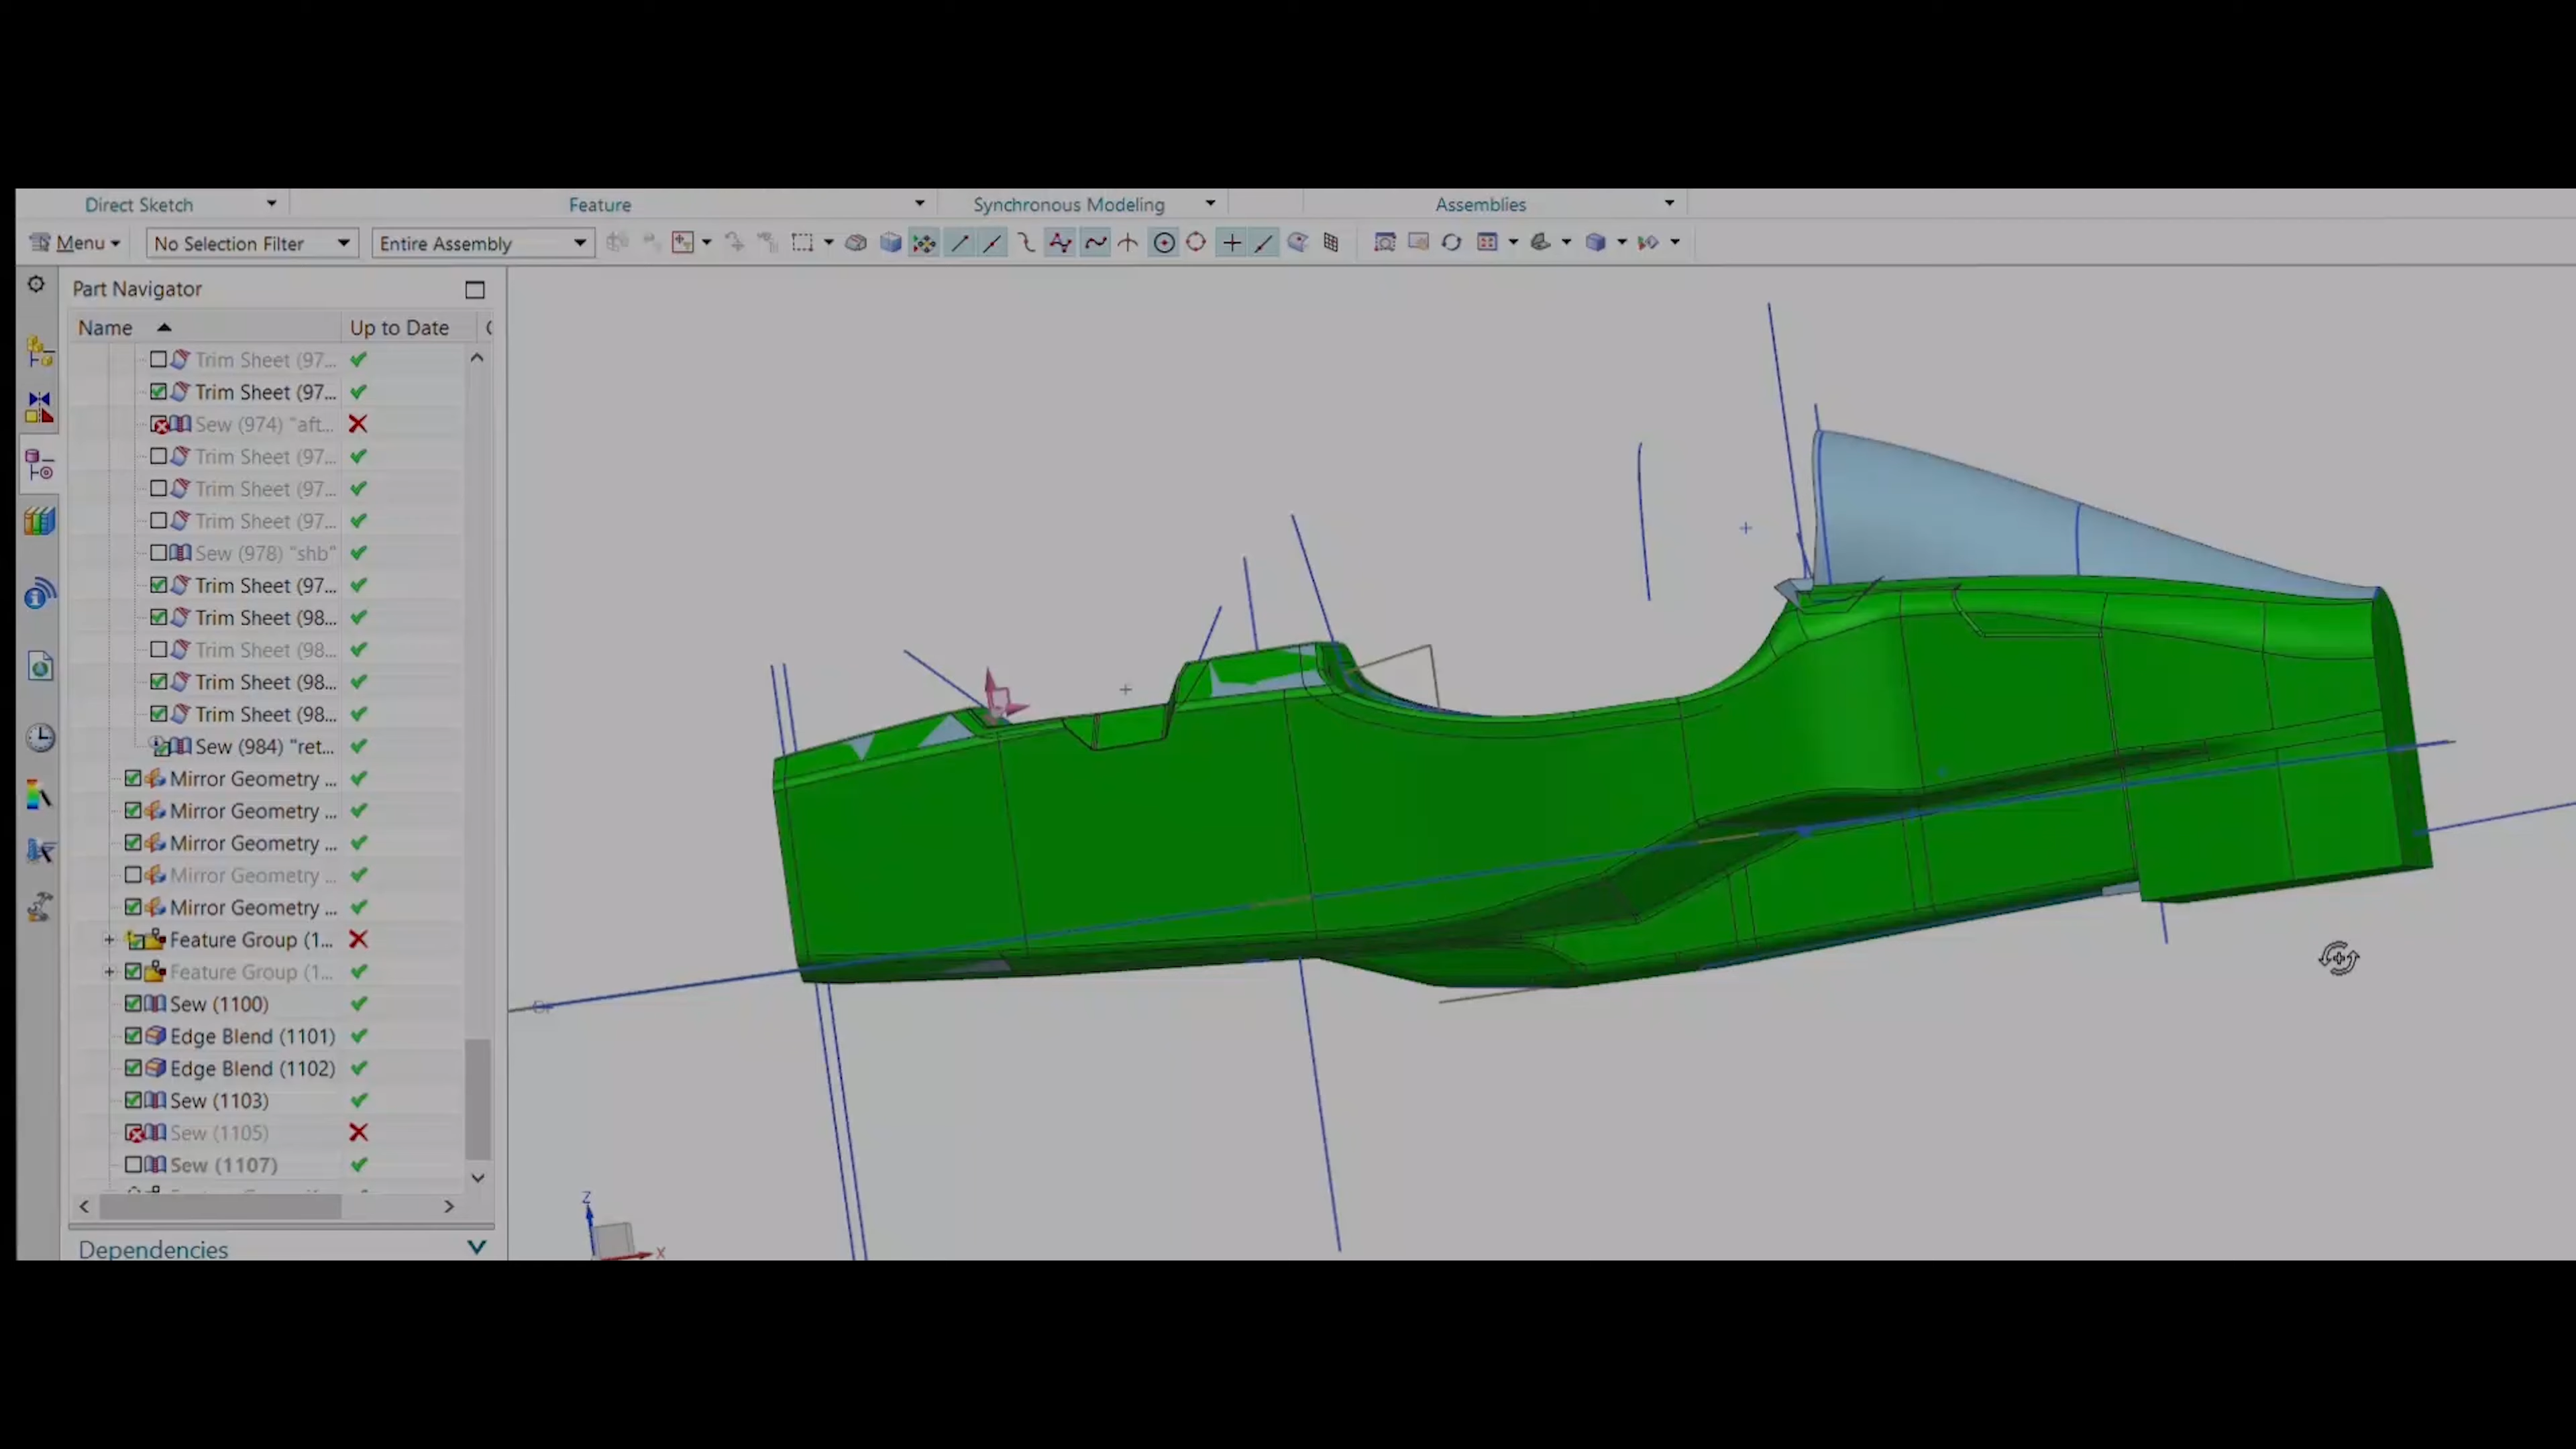 Direct Sketch Feature Synchronous Modeling Assemblies
Menu No Selection Filter Entire Assembly
Part Navigator
Name Up to Date
Trim Sheet (97...
Trim Sheet (97...
Sew (974) "aft...
Trim Sheet (97...
Trim Sheet (97...
Trim Sheet (97...
Sew (978) "shb"
Trim Sheet (97...
Trim Sheet (98...
Trim Sheet (98...
Trim Sheet (98...
Trim Sheet (98...
Sew (984) "ret...
Mirror Geometry ...
Mirror Geometry ...
Mirror Geometry ...
Mirror Geometry ...
Mirror Geometry ...
Feature Group (1...
Feature Group (1...
Sew (1100)
Edge Blend (1101)
Edge Blend (1102)
Sew (1103)
Sew (1105)
Sew (1107)
Dependencies
Z
X